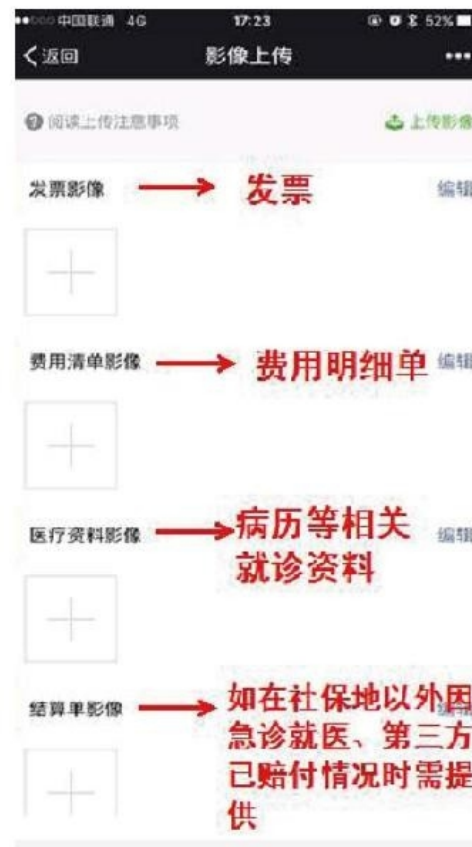 中国联通 4G 17:23 52%
返回 影像上传
阅读上传注意事项 上传影像
发票影像 发票 编辑
费用清单影像 费用明细单 编辑
医疗资料影像 病历等相关 编辑
就诊资料
结算单影像 如在社保地以外因
急诊就医、第三方
已赔付情况时需提
供